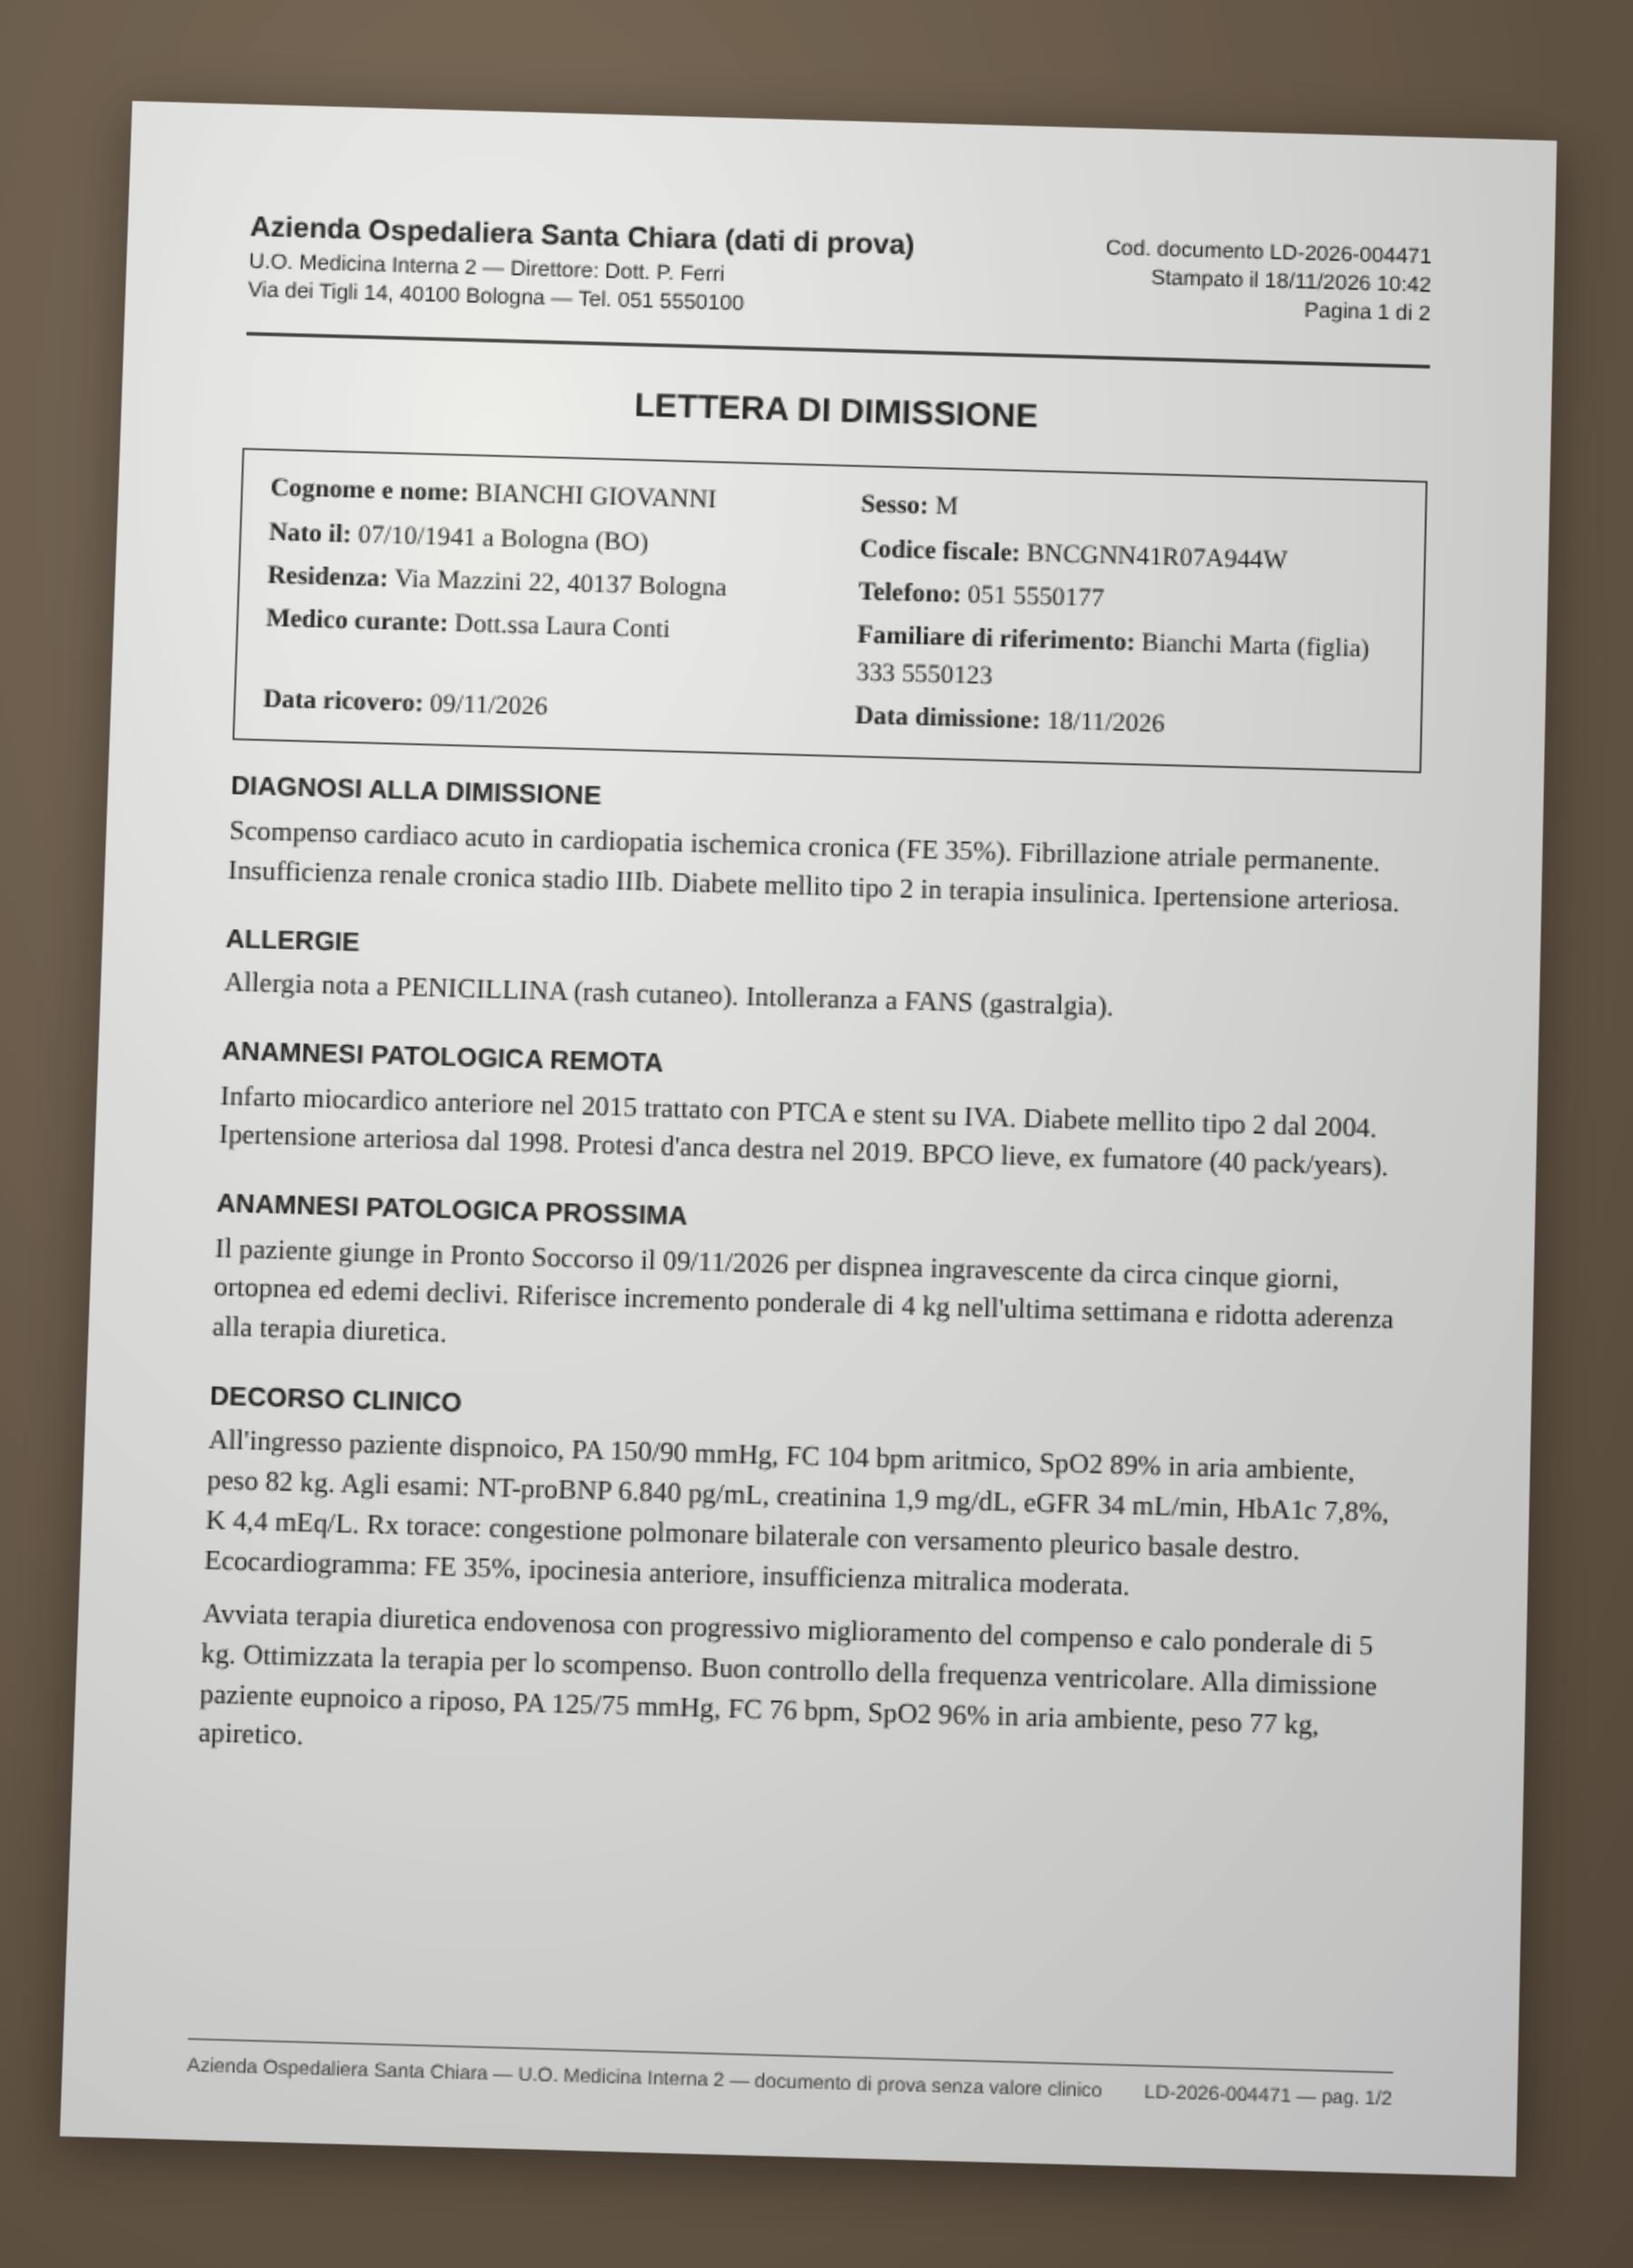 Azienda Ospedaliera Santa Chiara (dati di prova)
U.O. Medicina Interna 2 — Direttore: Dott. P. Ferri
Via dei Tigli 14, 40100 Bologna — Tel. 051 5550100
Cod. documento LD-2026-004471
Stampato il 18/11/2026 10:42
Pagina 1 di 2
LETTERA DI DIMISSIONE
Cognome e nome: BIANCHI GIOVANNI
Sesso: M
Nato il: 07/10/1941 a Bologna (BO)
Codice fiscale: BNCGNN41R07A944W
Residenza: Via Mazzini 22, 40137 Bologna
Telefono: 051 5550177
Medico curante: Dott.ssa Laura Conti
Familiare di riferimento: Bianchi Marta (figlia)
333 5550123
Data ricovero: 09/11/2026
Data dimissione: 18/11/2026
DIAGNOSI ALLA DIMISSIONE
Scompenso cardiaco acuto in cardiopatia ischemica cronica (FE 35%). Fibrillazione atriale permanente.
Insufficienza renale cronica stadio IIIb. Diabete mellito tipo 2 in terapia insulinica. Ipertensione arteriosa.
ALLERGIE
Allergia nota a PENICILLINA (rash cutaneo). Intolleranza a FANS (gastralgia).
ANAMNESI PATOLOGICA REMOTA
Infarto miocardico anteriore nel 2015 trattato con PTCA e stent su IVA. Diabete mellito tipo 2 dal 2004.
Ipertensione arteriosa dal 1998. Protesi d'anca destra nel 2019. BPCO lieve, ex fumatore (40 pack/years).
ANAMNESI PATOLOGICA PROSSIMA
Il paziente giunge in Pronto Soccorso il 09/11/2026 per dispnea ingravescente da circa cinque giorni,
ortopnea ed edemi declivi. Riferisce incremento ponderale di 4 kg nell'ultima settimana e ridotta aderenza
alla terapia diuretica.
DECORSO CLINICO
All'ingresso paziente dispnoico, PA 150/90 mmHg, FC 104 bpm aritmico, SpO2 89% in aria ambiente,
peso 82 kg. Agli esami: NT-proBNP 6.840 pg/mL, creatinina 1,9 mg/dL, eGFR 34 mL/min, HbA1c 7,8%,
K 4,4 mEq/L. Rx torace: congestione polmonare bilaterale con versamento pleurico basale destro.
Ecocardiogramma: FE 35%, ipocinesia anteriore, insufficienza mitralica moderata.
Avviata terapia diuretica endovenosa con progressivo miglioramento del compenso e calo ponderale di 5
kg. Ottimizzata la terapia per lo scompenso. Buon controllo della frequenza ventricolare. Alla dimissione
paziente eupnoico a riposo, PA 125/75 mmHg, FC 76 bpm, SpO2 96% in aria ambiente, peso 77 kg,
apiretico.
Azienda Ospedaliera Santa Chiara — U.O. Medicina Interna 2 — documento di prova senza valore clinico
LD-2026-004471 — pag. 1/2